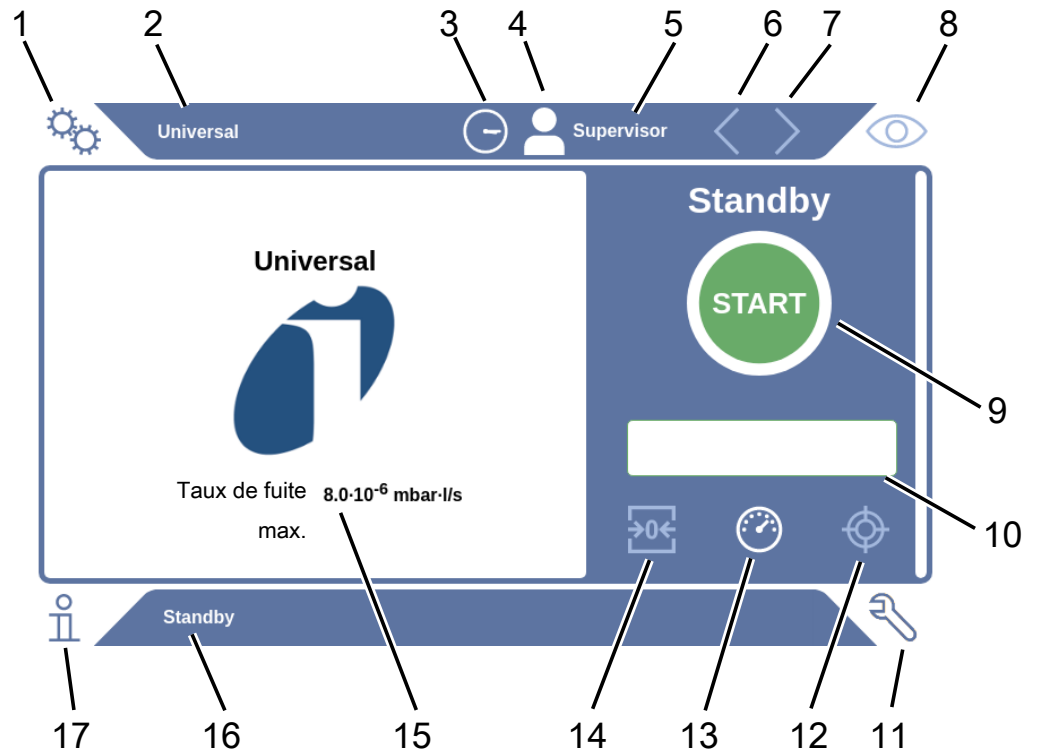 1 2 3 4 5 6 7 8
Universal Supervisor
Standby
Universal
START
9
Taux de fuite 8.0·10⁻⁶ mbar·l/s
max.
→0←
10
Standby
17 16 15 14 13 12 11